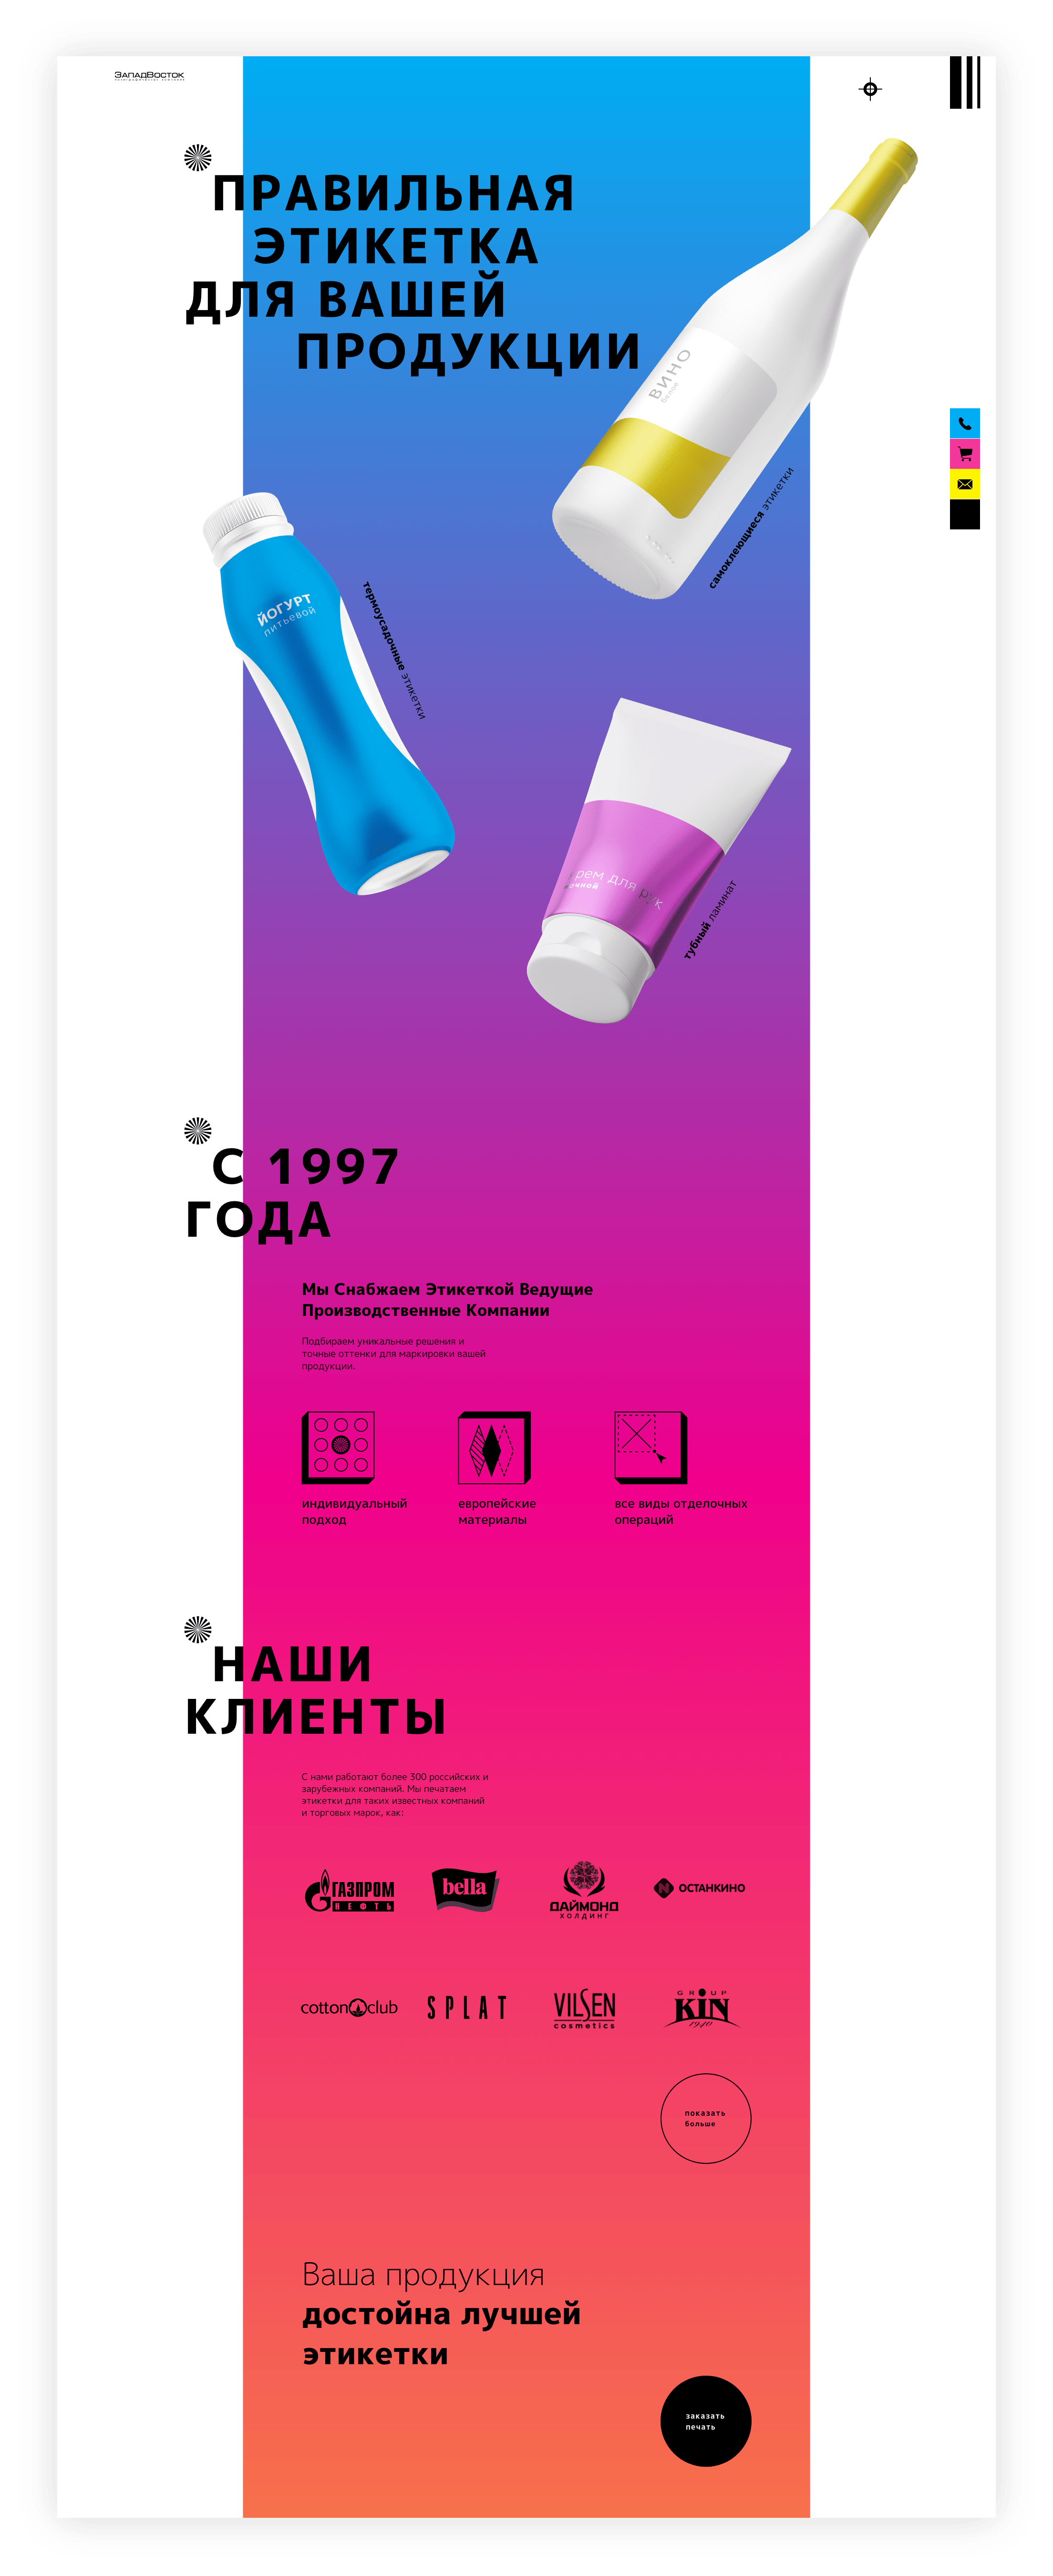 ЗападВосток
ПРАВИЛЬНАЯ
ЭТИКЕТКА
ДЛЯ ВАШЕЙ
ПРОДУКЦИИ
ВИНО
белое
самоклеющиеся этикетки
ЙОГУРТ
питьевой
термоусадочные этикетки
рем для рук
тубный ламинат
С 1997
ГОДА
Мы Снабжаем Этикеткой Ведущие
Производственные Компании
Подбираем уникальные решения и
точные оттенки для маркировки вашей
продукции.
индивидуальный
подход
европейские
материалы
все виды отделочных
операций
НАШИ
КЛИЕНТЫ
С нами работают более 300 российских и
зарубежных компаний. Мы печатаем
этикетки для таких известных компаний
и торговых марок, как:
ГАЗПРОМ
НЕФТЬ
bella
ДАЙМОНД
ХОЛДИНГ
ОСТАНКИНО
cotton club
SPLAT
VILSEN
cosmetics
GROUP
KIN
1990
показать
больше
Ваша продукция
достойна лучшей
этикетки
заказать
печать